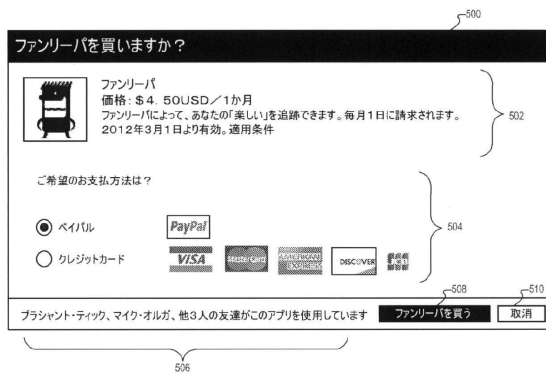 500
ファンリーパを買いますか?
ファンリーパ
価格:$4.50USD/1か月
ファンリーパによって、あなたの「楽しい」を追跡できます。毎月1日に請求されます。
2012年3月1日より有効。適用条件
502
ご希望のお支払方法は?
ペイパル
PayPal
504
クレジットカード
VISA
MasterCard
AMERICAN EXPRESS
DISCOVER
JCB
508
510
プラシャント・ティック、マイク・オルガ、他3人の友達がこのアプリを使用しています
ファンリーパを買う
取消
506